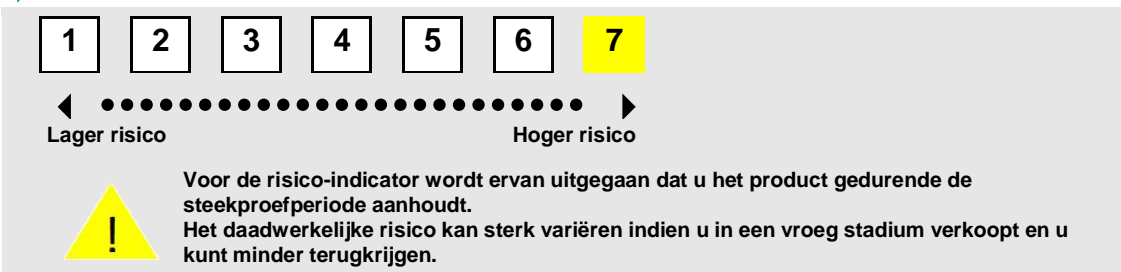 1 2 3 4 5 6 7
Lager risico Hoger risico
!
Voor de risico-indicator wordt ervan uitgegaan dat u het product gedurende de
steekproefperiode aanhoudt.
Het daadwerkelijke risico kan sterk variëren indien u in een vroeg stadium verkoopt en u
kunt minder terugkrijgen.